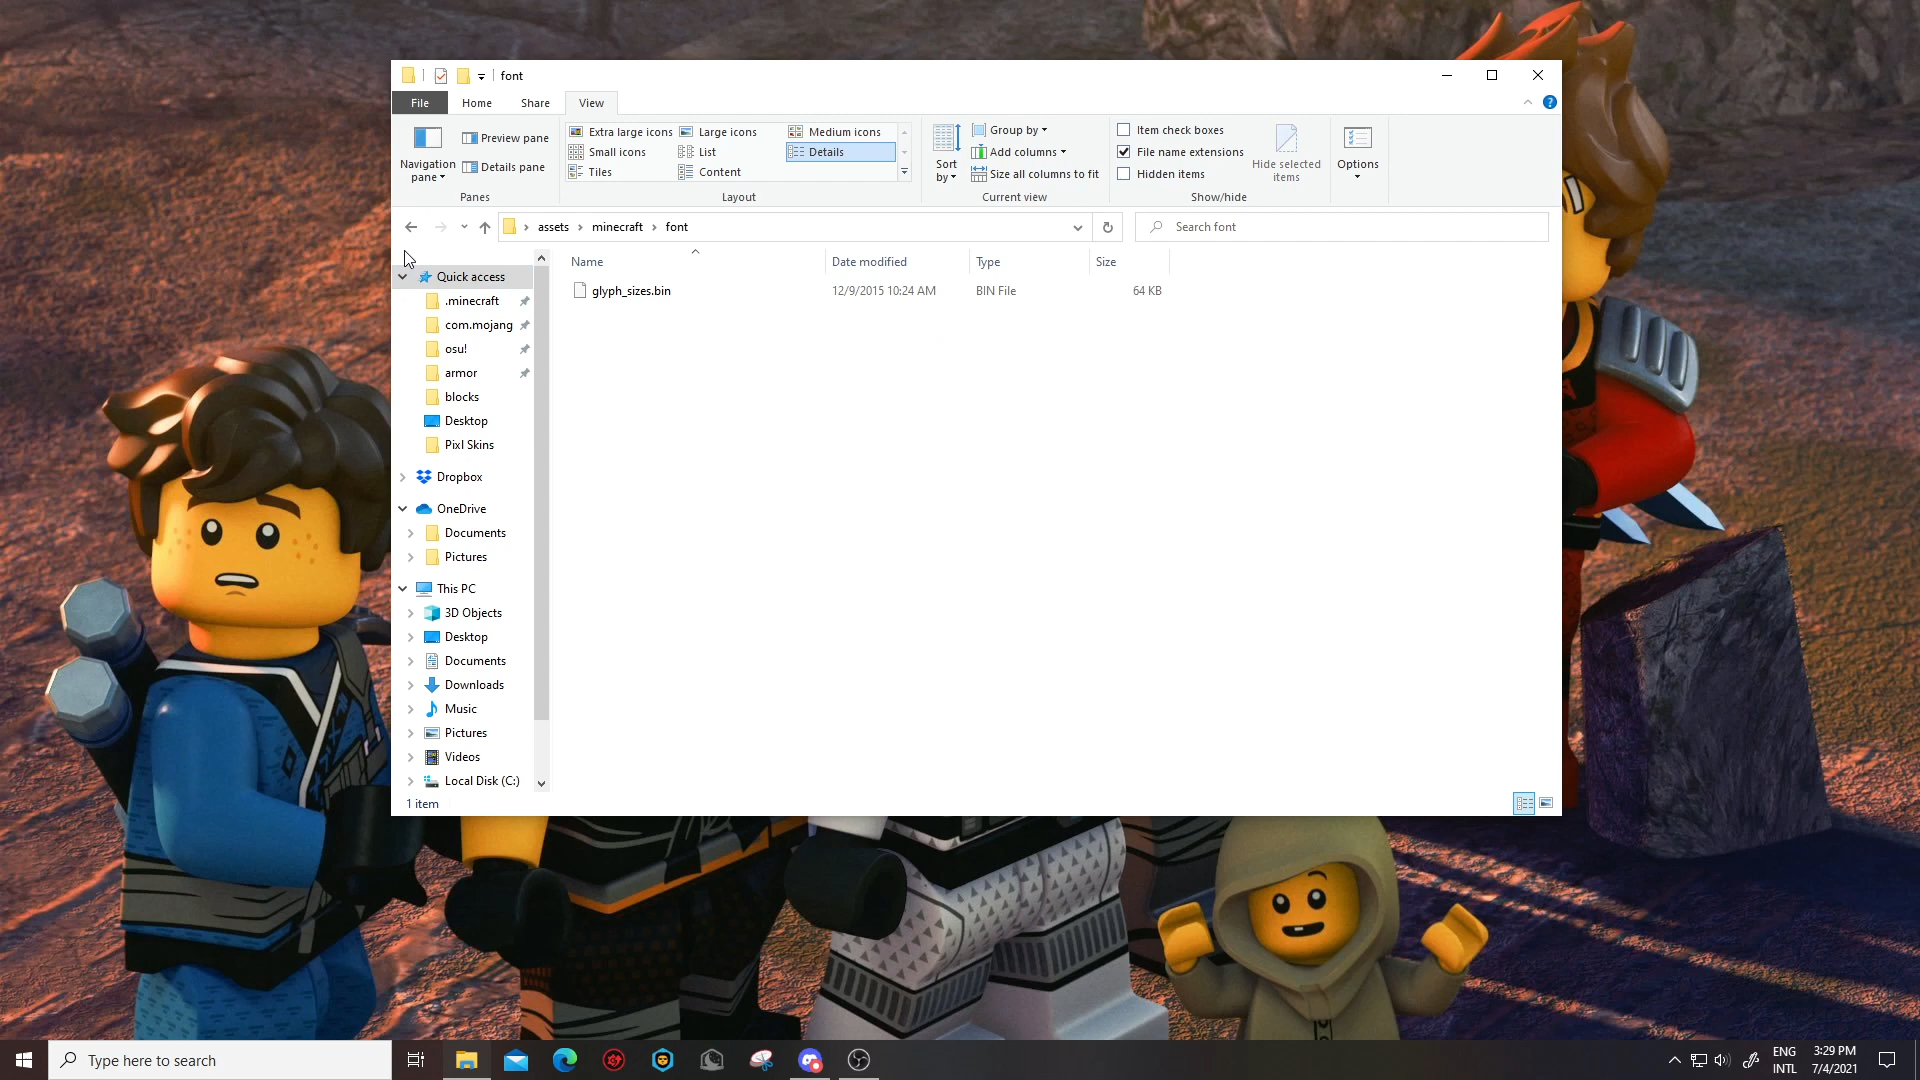 font
File
Home
Share
View
Navigation
pane
Preview pane
Details pane
Panes
Extra large icons
Large icons
Medium icons
Small icons
List
Details
Tiles
Content
Layout
Sort
by
Group by
Add columns
Size all columns to fit
Current view
Item check boxes
File name extensions
Hidden items
Hide selected
items
Show/hide
Options
assets
minecraft
font
Search font
Quick access
.minecraft
com.mojang
osu!
armor
blocks
Desktop
Pixl Skins
Dropbox
OneDrive
Documents
Pictures
This PC
3D Objects
Desktop
Documents
Downloads
Music
Pictures
Videos
Local Disk (C:)
Name
Date modified
Type
Size
glyph_sizes.bin
12/9/2015 10:24 AM
BIN File
64 KB
1 item
Type here to search
ENG
INTL
3:29 PM
7/4/2021